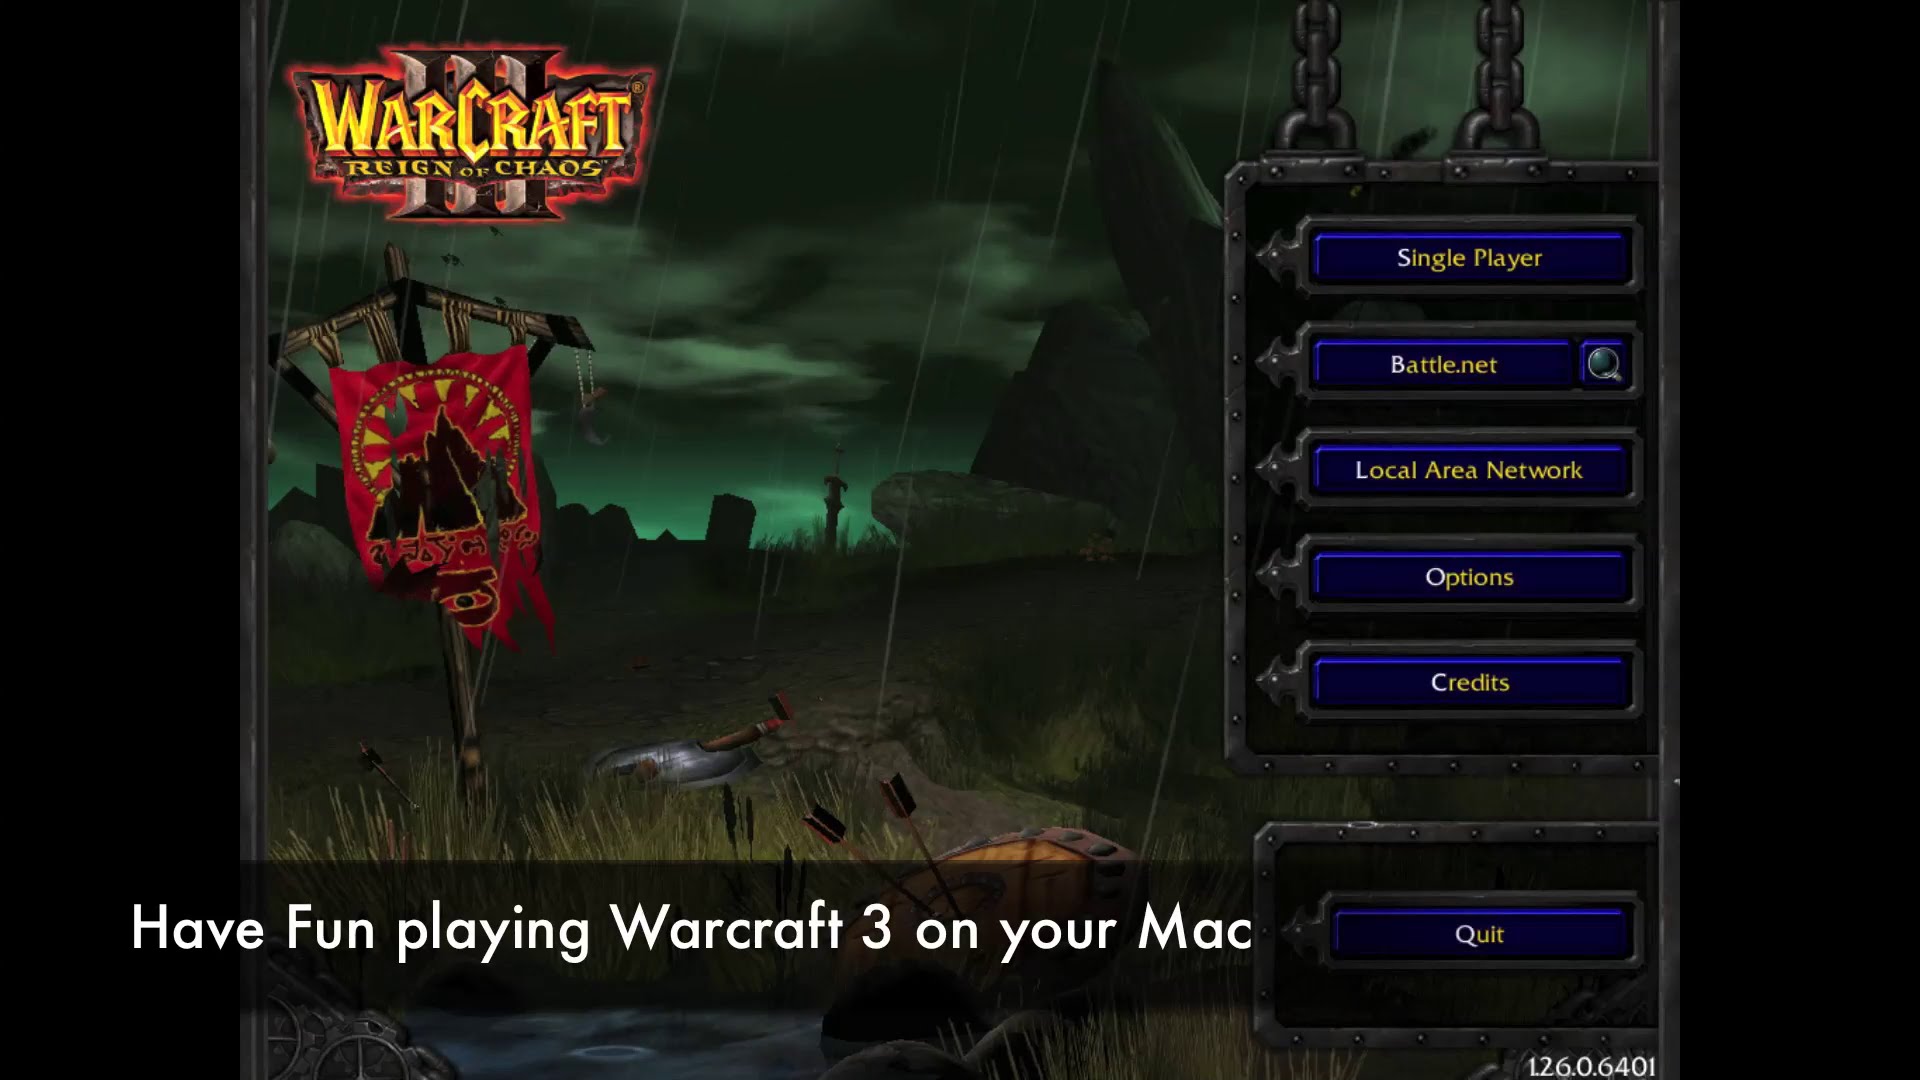 WARCRAFT®
III
REIGN OF CHAOS
Single Player
Battle.net
Local Area Network
Options
Credits
Have Fun playing Warcraft 3 on your Mac
Quit
1.26.0.6401